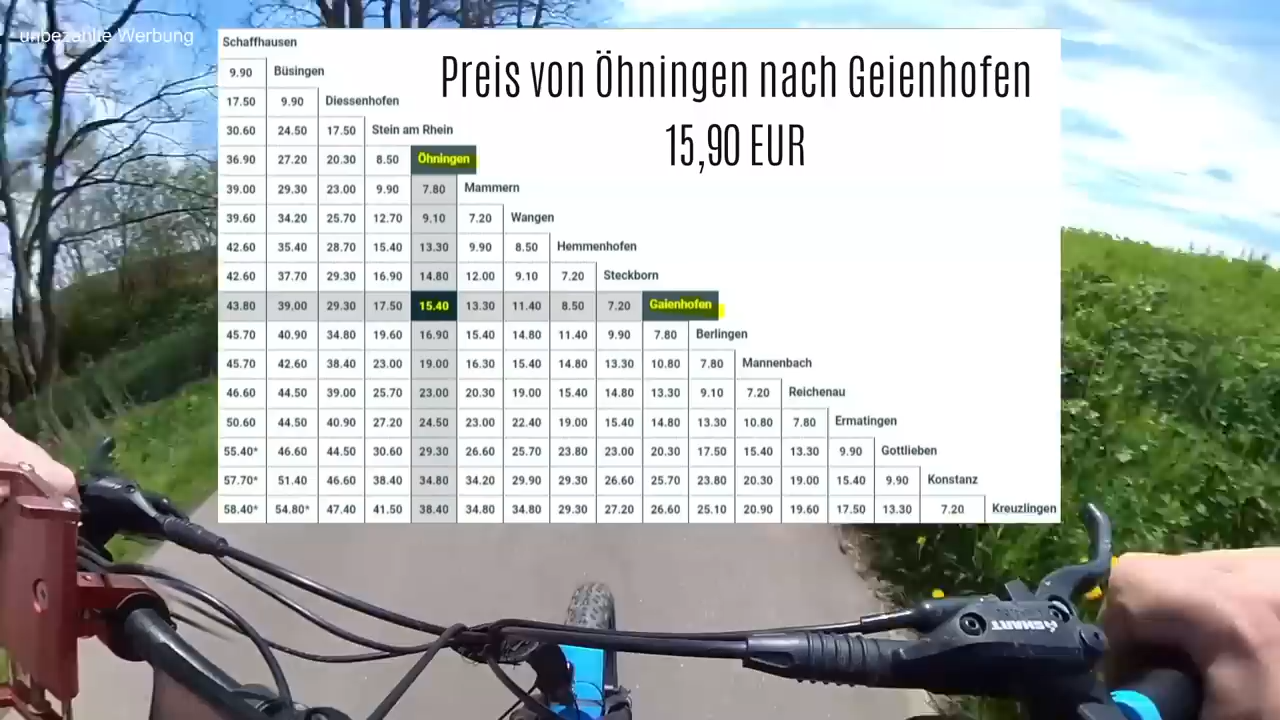 unbezahlte Werbung
Preis von Öhningen nach Geienhofen
15,90 EUR
Schaffhausen
9.90 Büsingen
17.50 9.90 Diessenhofen
30.60 24.50 17.50 Stein am Rhein
36.90 27.20 20.30 8.50 Öhningen
39.00 29.30 23.00 9.90 7.80 Mammern
39.60 34.20 25.70 12.70 9.10 7.20 Wangen
42.60 35.40 28.70 15.40 13.30 9.90 8.50 Hemmenhofen
42.60 37.70 29.30 16.90 14.80 12.00 9.10 7.20 Steckborn
43.80 39.00 29.30 17.50 15.40 13.30 11.40 8.50 7.20 Gaienhofen
45.70 40.90 34.80 19.60 16.90 15.40 14.80 11.40 9.90 7.80 Berlingen
45.70 42.60 38.40 23.00 19.00 16.30 15.40 14.80 13.30 10.80 7.80 Mannenbach
46.60 44.50 39.00 25.70 23.00 20.30 19.00 15.40 14.80 13.30 9.10 7.20 Reichenau
50.60 44.50 40.90 27.20 24.50 23.00 22.40 19.00 15.40 14.80 13.30 10.80 7.80 Ermatingen
55.40* 46.60 44.50 30.60 29.30 26.60 25.70 23.80 23.00 20.30 17.50 15.40 13.30 9.90 Gottlieben
57.70* 51.40 46.60 38.40 34.80 34.20 29.90 29.30 26.60 25.70 23.80 20.30 19.00 15.40 9.90 Konstanz
58.40* 54.80* 47.40 41.50 38.40 34.80 34.80 29.30 27.20 26.60 25.10 20.90 19.60 17.50 13.30 7.20 Kreuzlingen